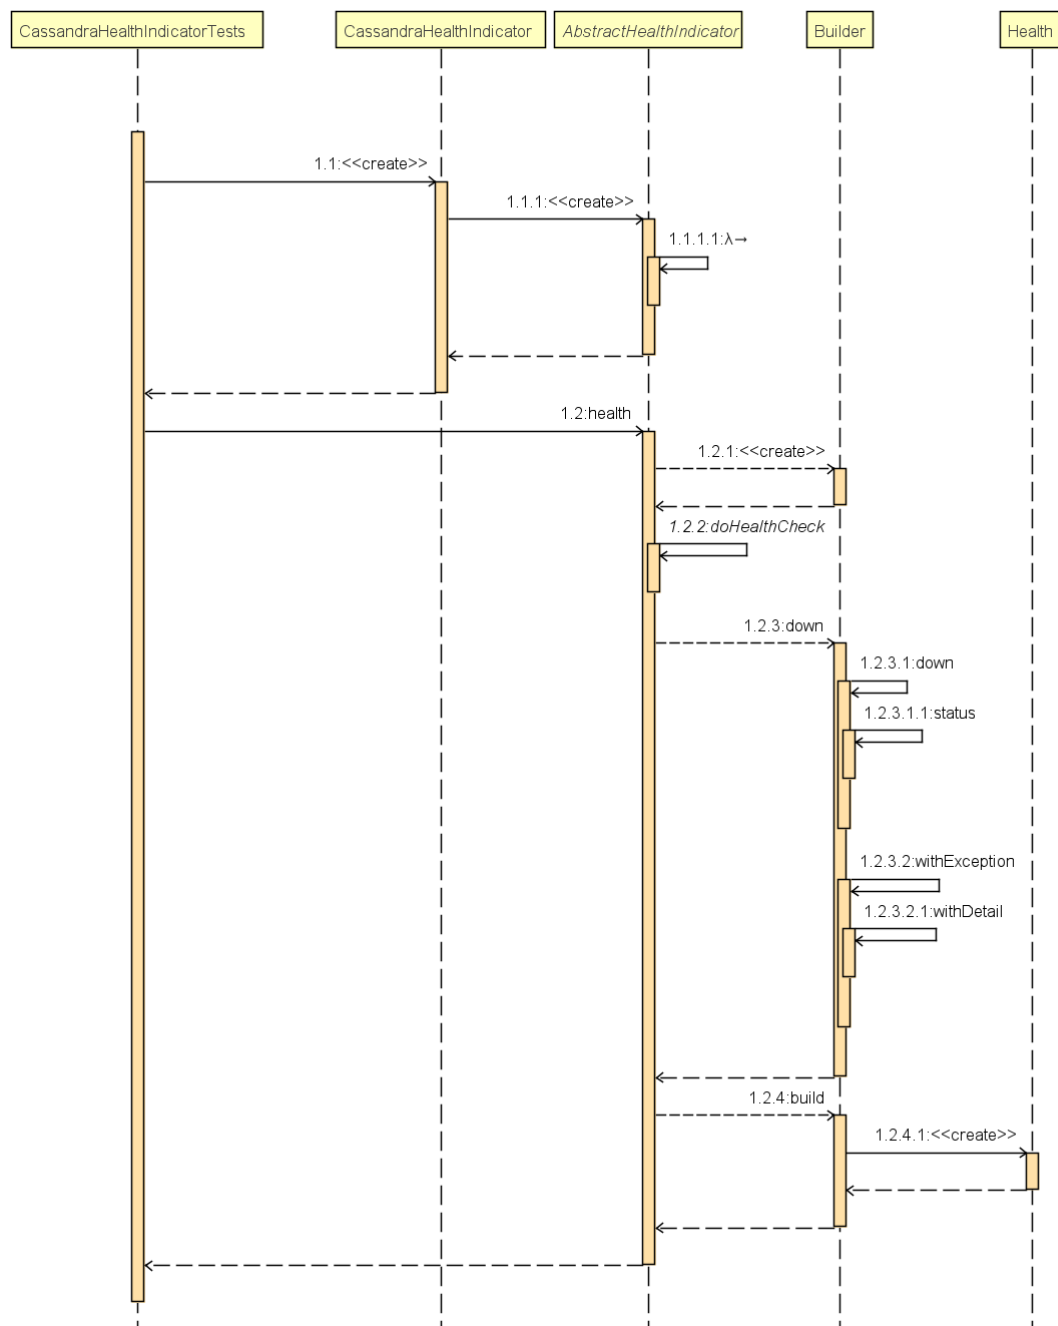 CassandraHealthIndicatorTests
CassandraHealthIndicator
AbstractHealthIndicator
Builder
Health
1.1:<<create>>
1.1.1:<<create>>
1.1.1.1:λ→
1.2:health
1.2.1:<<create>>
1.2.2:doHealthCheck
1.2.3:down
1.2.3.1:down
1.2.3.1.1:status
1.2.3.2:withException
1.2.3.2.1:withDetail
1.2.4:build
1.2.4.1:<<create>>